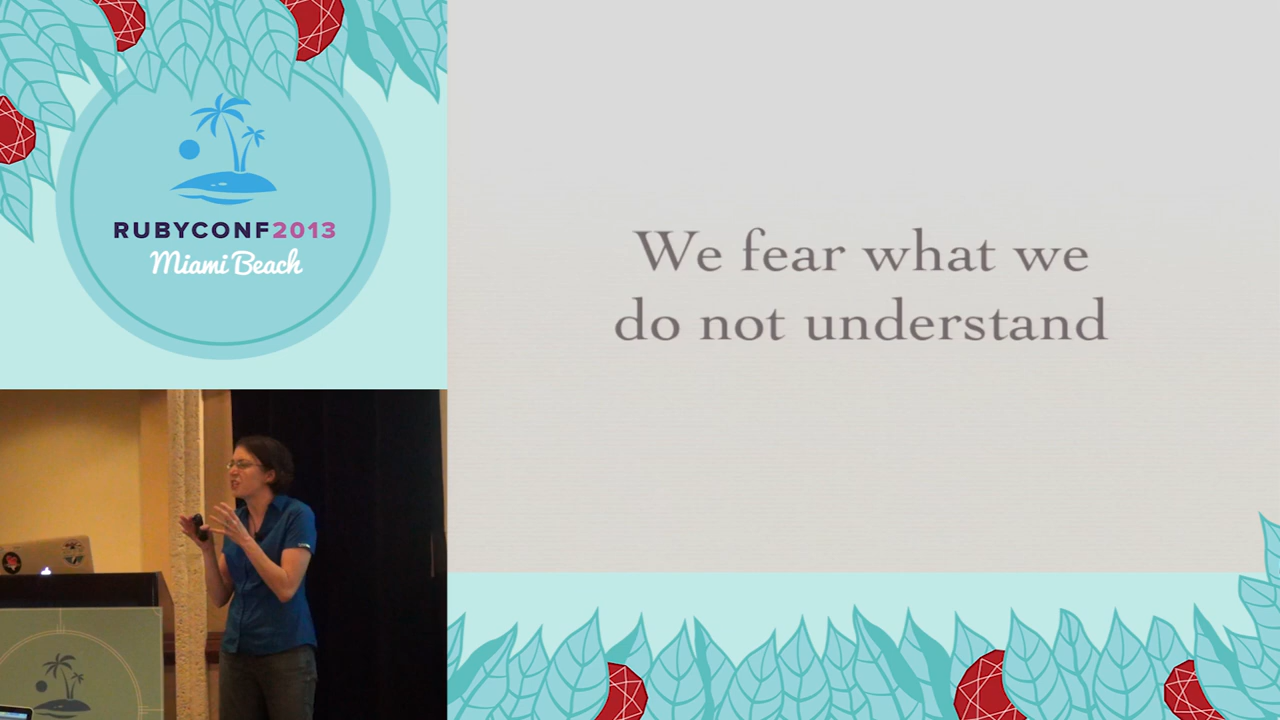 RUBYCONF2013
Miami Beach
We fear what we
do not understand